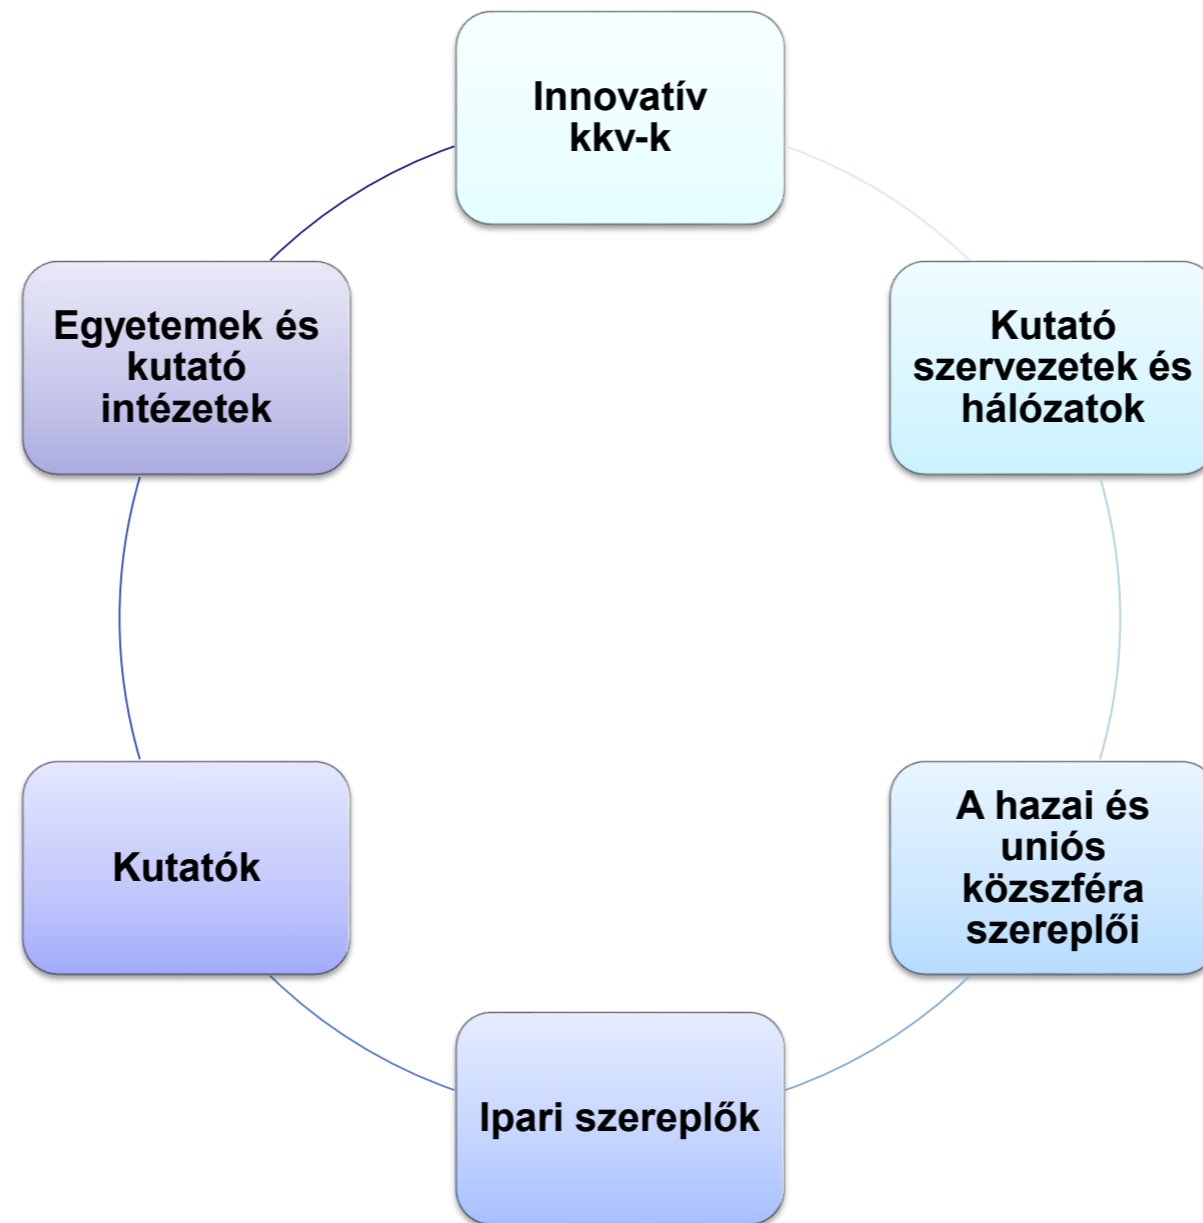 Innovatív
kkv-k
Kutató
szervezetek és
hálózatok
A hazai és
uniós
közszféra
szereplői
Ipari szereplők
Kutatók
Egyetemek és
kutató
intézetek